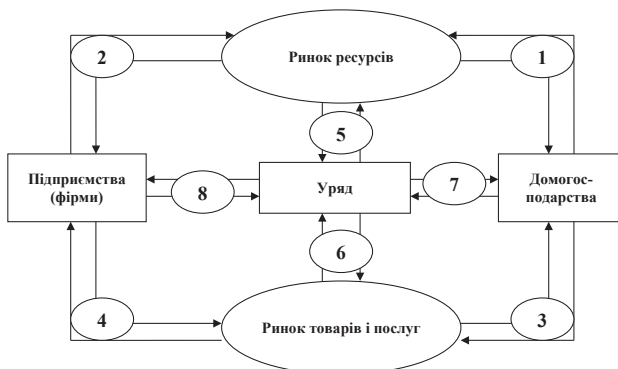 2
Ринок ресурсів
1
5
Підприємства
(фірми)
8
Уряд
7
Домогос-
подарства
6
4
Ринок товарів і послуг
3